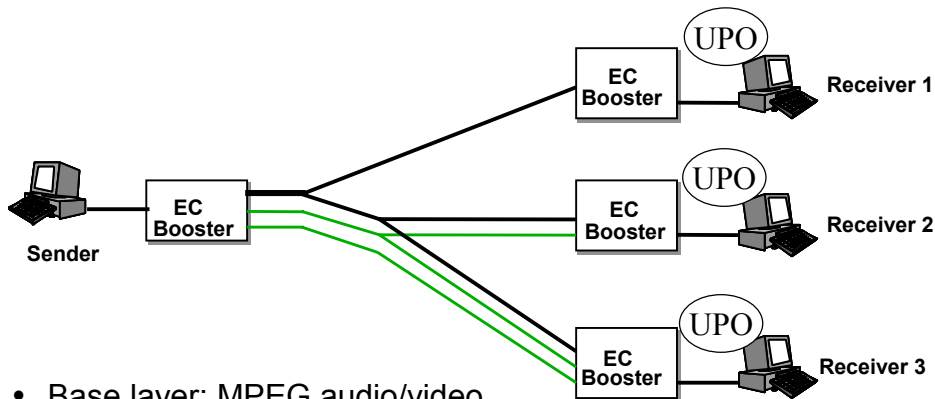 UPO
EC
Booster
Receiver 1
UPO
EC
Booster
Sender
EC
Booster
Receiver 2
UPO
EC
Booster
Receiver 3
• Base layer: MPEG audio/video